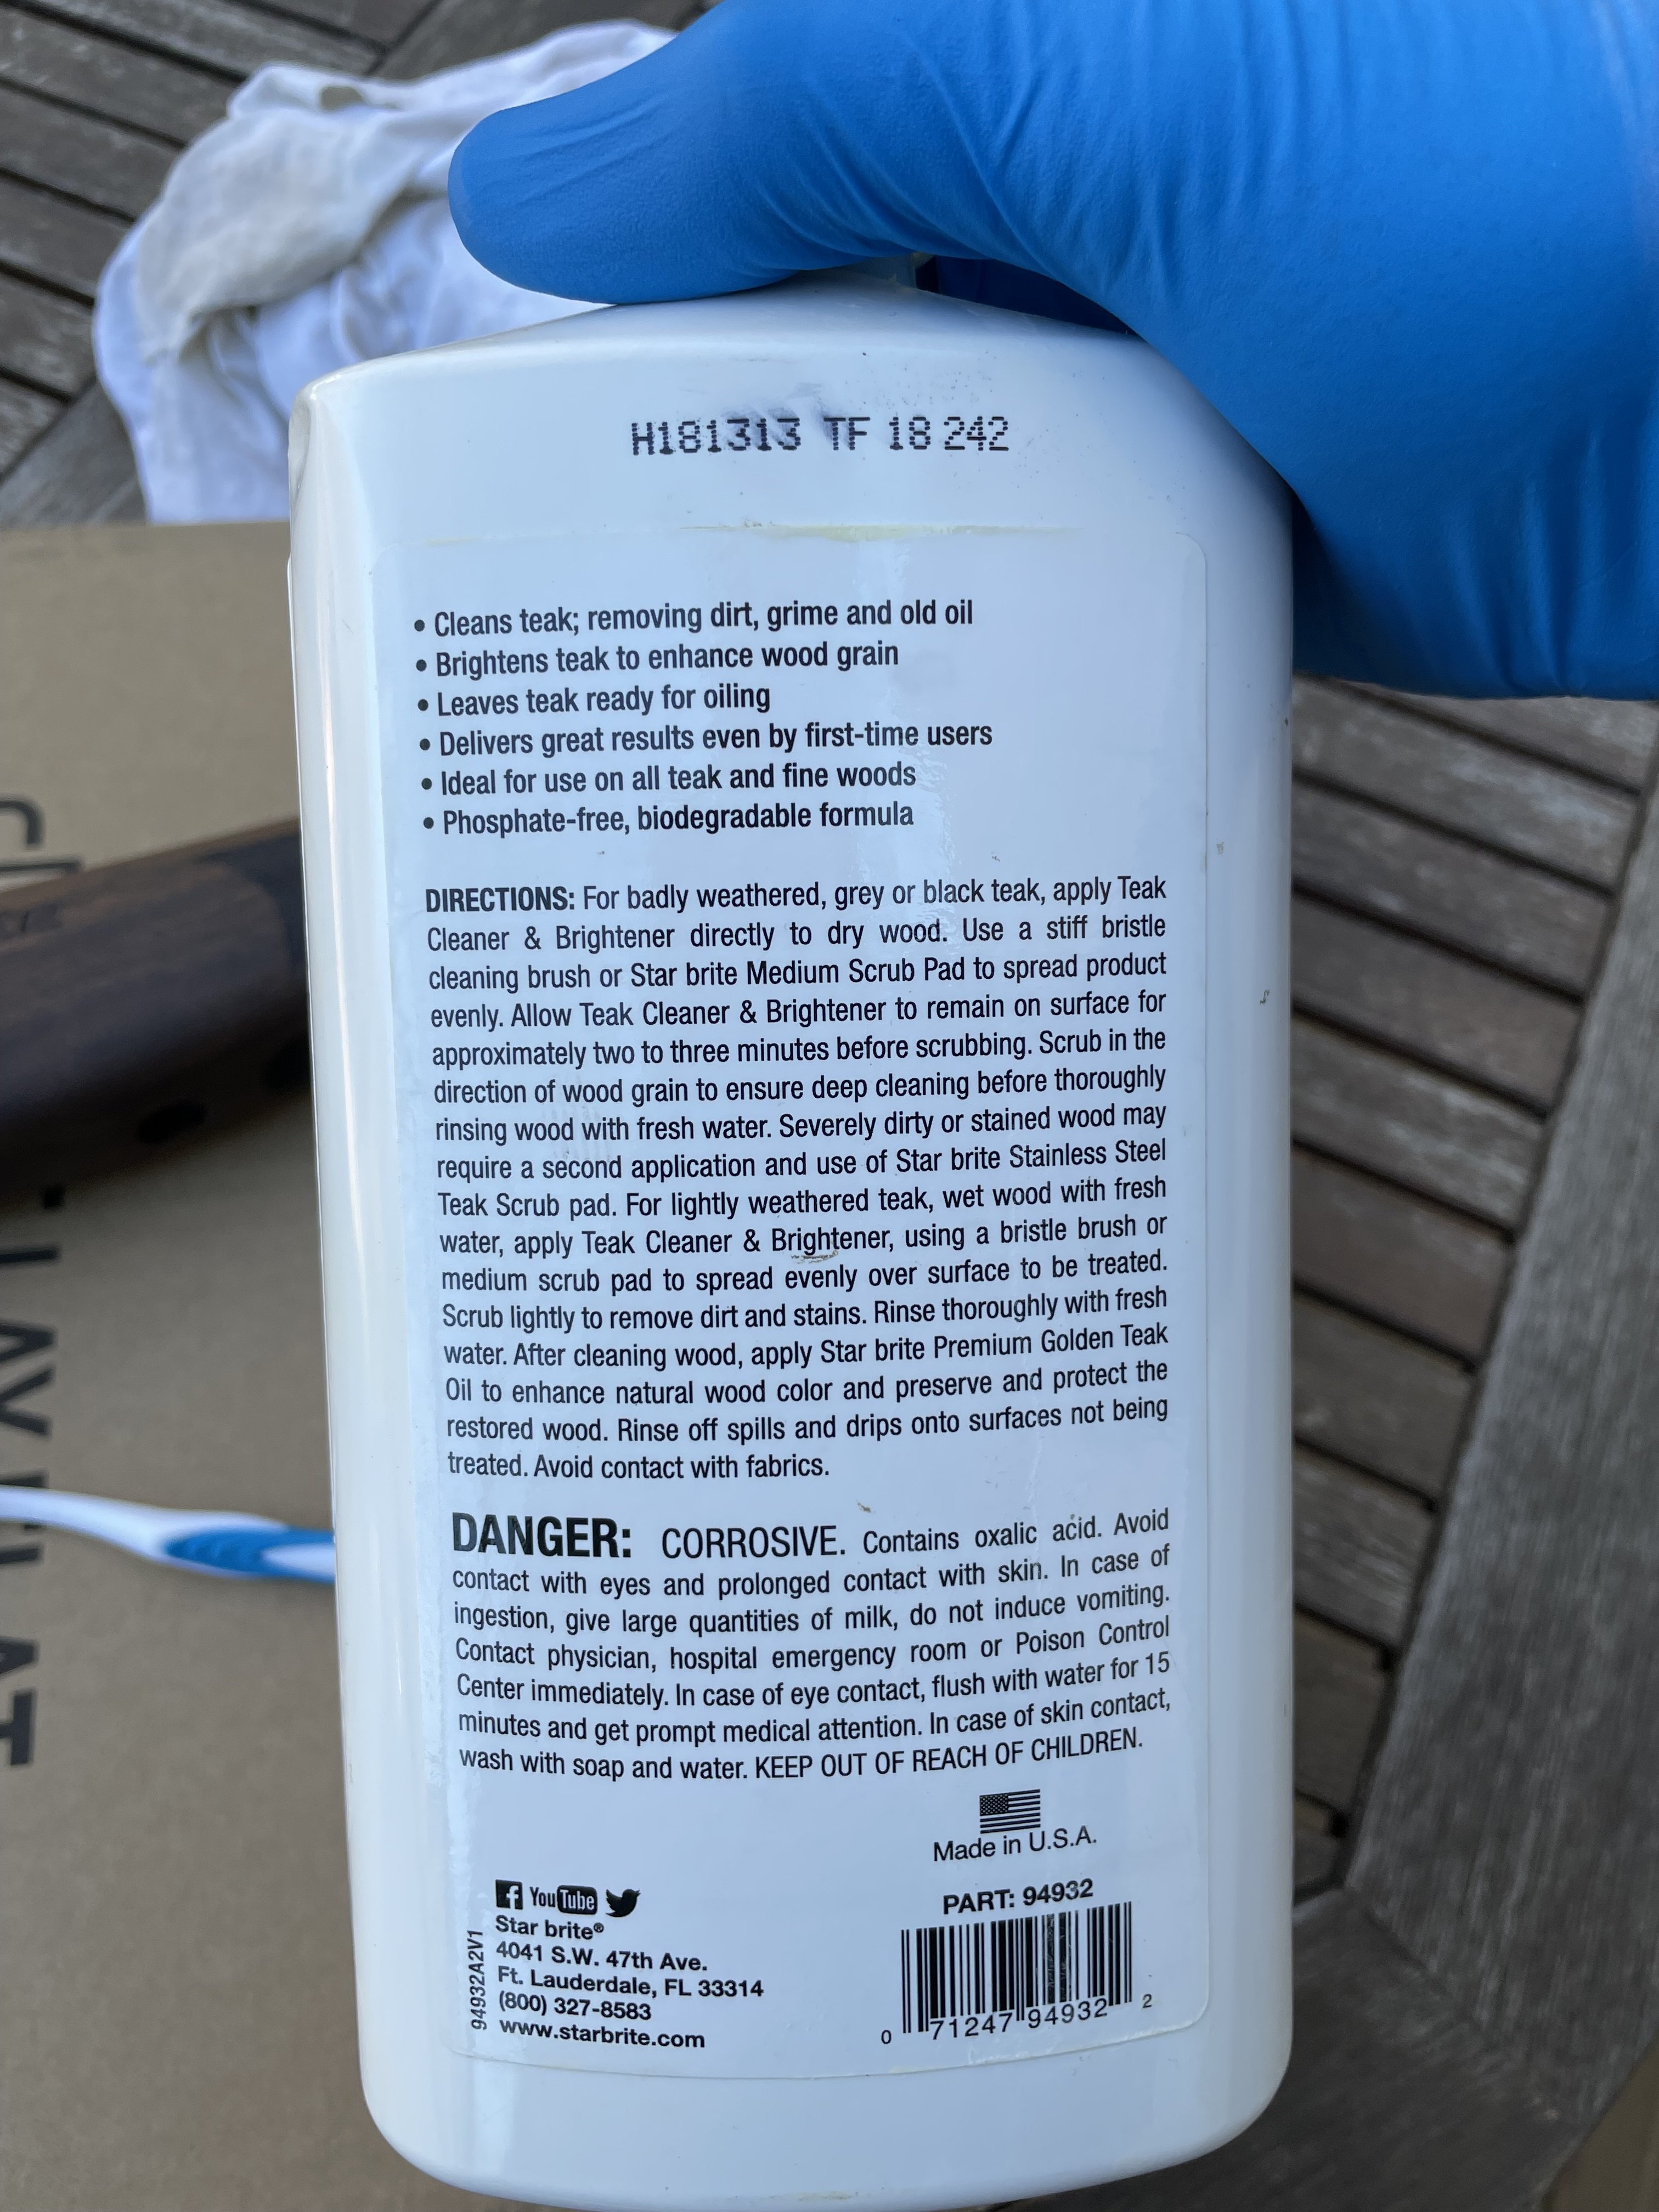 H181313 TF 18 242
• Cleans teak; removing dirt, grime and old oil
• Brightens teak to enhance wood grain
• Leaves teak ready for oiling
• Delivers great results even by first-time users
• Ideal for use on all teak and fine woods
• Phosphate-free, biodegradable formula
DIRECTIONS: For badly weathered, grey or black teak, apply Teak
Cleaner & Brightener directly to dry wood. Use a stiff bristle
cleaning brush or Star brite Medium Scrub Pad to spread product
evenly. Allow Teak Cleaner & Brightener to remain on surface for
approximately two to three minutes before scrubbing. Scrub in the
direction of wood grain to ensure deep cleaning before thoroughly
rinsing wood with fresh water. Severely dirty or stained wood may
require a second application and use of Star brite Stainless Steel
Teak Scrub pad. For lightly weathered teak, wet wood with fresh
water, apply Teak Cleaner & Brightener, using a bristle brush or
medium scrub pad to spread evenly over surface to be treated.
Scrub lightly to remove dirt and stains. Rinse thoroughly with fresh
water. After cleaning wood, apply Star brite Premium Golden Teak
Oil to enhance natural wood color and preserve and protect the
restored wood. Rinse off spills and drips onto surfaces not being
treated. Avoid contact with fabrics.
DANGER: CORROSIVE. Contains oxalic acid. Avoid
contact with eyes and prolonged contact with skin. In case of
ingestion, give large quantities of milk, do not induce vomiting.
Contact physician, hospital emergency room or Poison Control
Center immediately. In case of eye contact, flush with water for 15
minutes and get prompt medical attention. In case of skin contact,
wash with soap and water. KEEP OUT OF REACH OF CHILDREN.
Made in U.S.A.
f YouTube
Star brite®
4041 S.W. 47th Ave.
Ft. Lauderdale, FL 33314
(800) 327-8583
www.starbrite.com
94932A2V1
PART: 94932
0 71247 94932 2